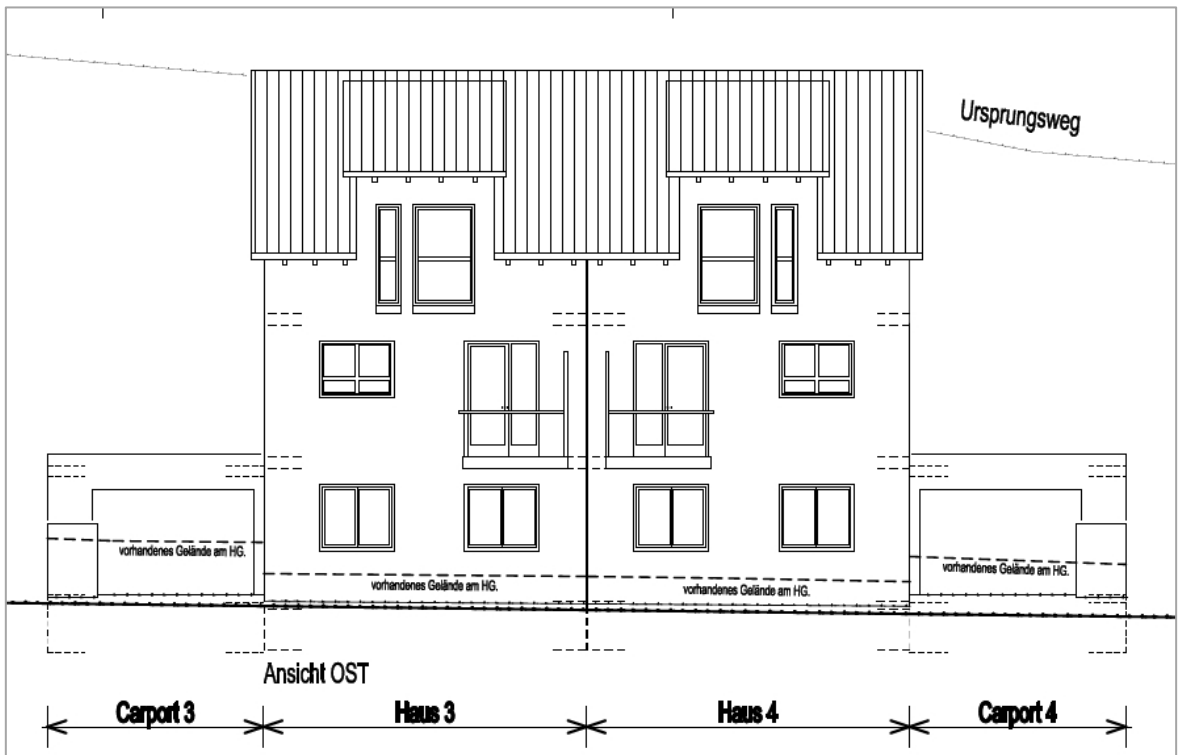 Ursprungsweg
vorhandenes Gelände am HG.
vorhandenes Gelände am HG.
vorhandenes Gelände am HG.
vorhandenes Gelände am HG.
Ansicht OST
Carport 3
Haus 3
Haus 4
Carport 4